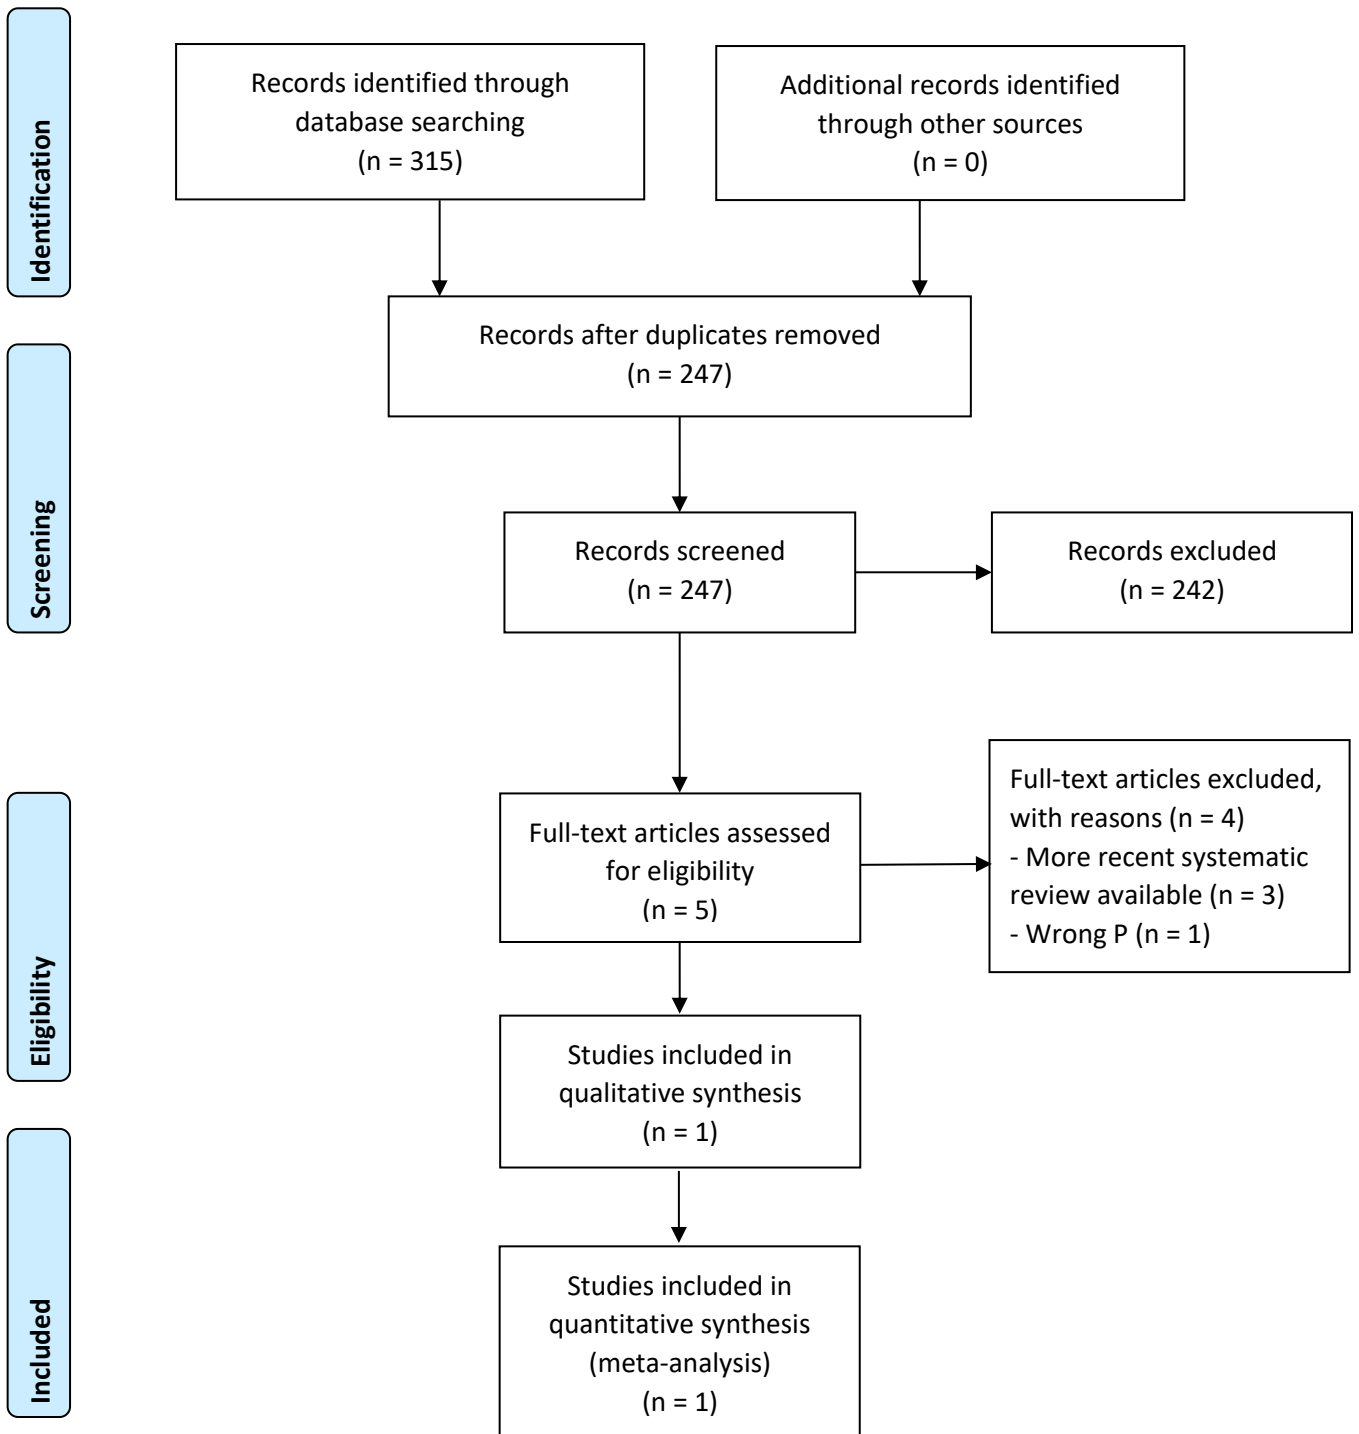 Identification
Records identified through
database searching
(n = 315)
Additional records identified
through other sources
(n = 0)
Records after duplicates removed
(n = 247)
Screening
Records screened
(n = 247)
Records excluded
(n = 242)
Eligibility
Full-text articles assessed
for eligibility
(n = 5)
Full-text articles excluded,
with reasons (n = 4)
- More recent systematic
review available (n = 3)
- Wrong P (n = 1)
Studies included in
qualitative synthesis
(n = 1)
Included
Studies included in
quantitative synthesis
(meta-analysis)
(n = 1)